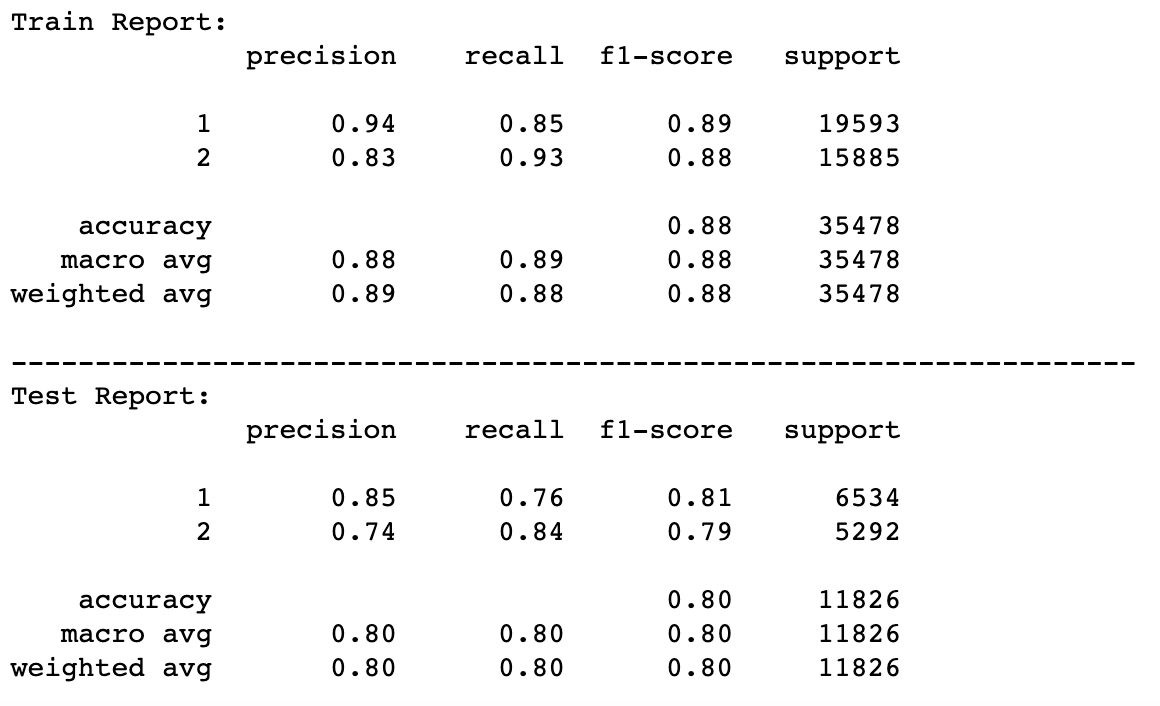 Train Report:
precision recall f1-score support
1 0.94 0.85 0.89 19593
2 0.83 0.93 0.88 15885
accuracy 0.88 35478
macro avg 0.88 0.89 0.88 35478
weighted avg 0.89 0.88 0.88 35478
-------------------------------------------------------------------
Test Report:
precision recall f1-score support
1 0.85 0.76 0.81 6534
2 0.74 0.84 0.79 5292
accuracy 0.80 11826
macro avg 0.80 0.80 0.80 11826
weighted avg 0.80 0.80 0.80 11826